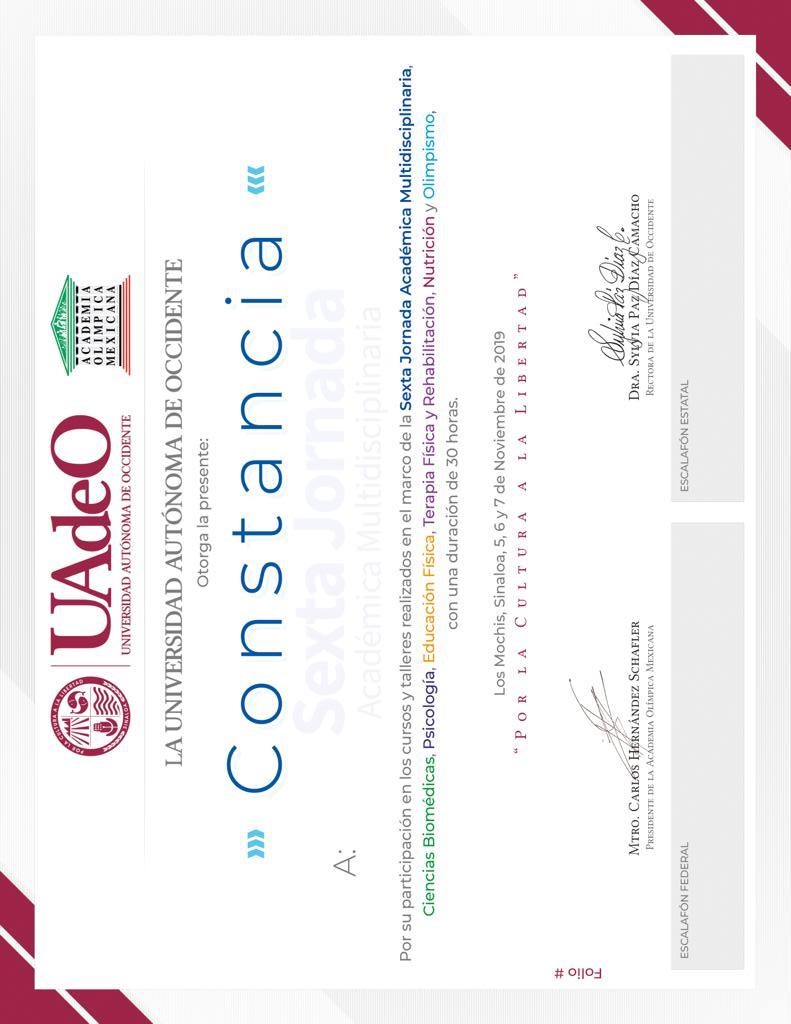 POR LA CULTURA A LA LIBERTAD
UAdeO
UNIVERSIDAD AUTÓNOMA DE OCCIDENTE
ACADEMIA
OLIMPICA
MEXICANA
LA UNIVERSIDAD AUTÓNOMA DE OCCIDENTE
Otorga la presente:
Constancia
Sexta Jornada
Académica Multidisciplinaria
A:
Por su participación en los cursos y talleres realizados en el marco de la Sexta Jornada Académica Multidisciplinaria,
Ciencias Biomédicas, Psicología, Educación Física, Terapia Física y Rehabilitación, Nutrición y Olimpismo,
con una duración de 30 horas.
Los Mochis, Sinaloa, 5, 6 y 7 de Noviembre de 2019
“POR LA CULTURA A LA LIBERTAD”
Folio #
MTRO. CARLOS HERNÁNDEZ SCHAFLER
PRESIDENTE DE LA ACADEMIA OLÍMPICA MEXICANA
Sylvia Paz Díaz C.
DRA. SYLVIA PAZ DÍAZ CAMACHO
RECTORA DE LA UNIVERSIDAD DE OCCIDENTE
ESCALAFÓN FEDERAL
ESCALAFÓN ESTATAL